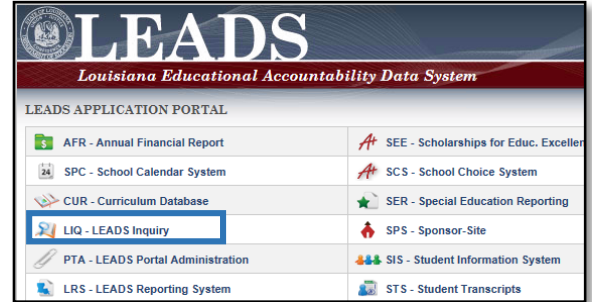 LEADS
Louisiana Educational Accountability Data System
LEADS APPLICATION PORTAL
AFR - Annual Financial Report
SEE - Scholarships for Educ. Excellen
24
SPC - School Calendar System
SCS - School Choice System
CUR - Curriculum Database
SER - Special Education Reporting
LIQ - LEADS Inquiry
SPS - Sponsor-Site
PTA - LEADS Portal Administration
SIS - Student Information System
LRS - LEADS Reporting System
STS - Student Transcripts